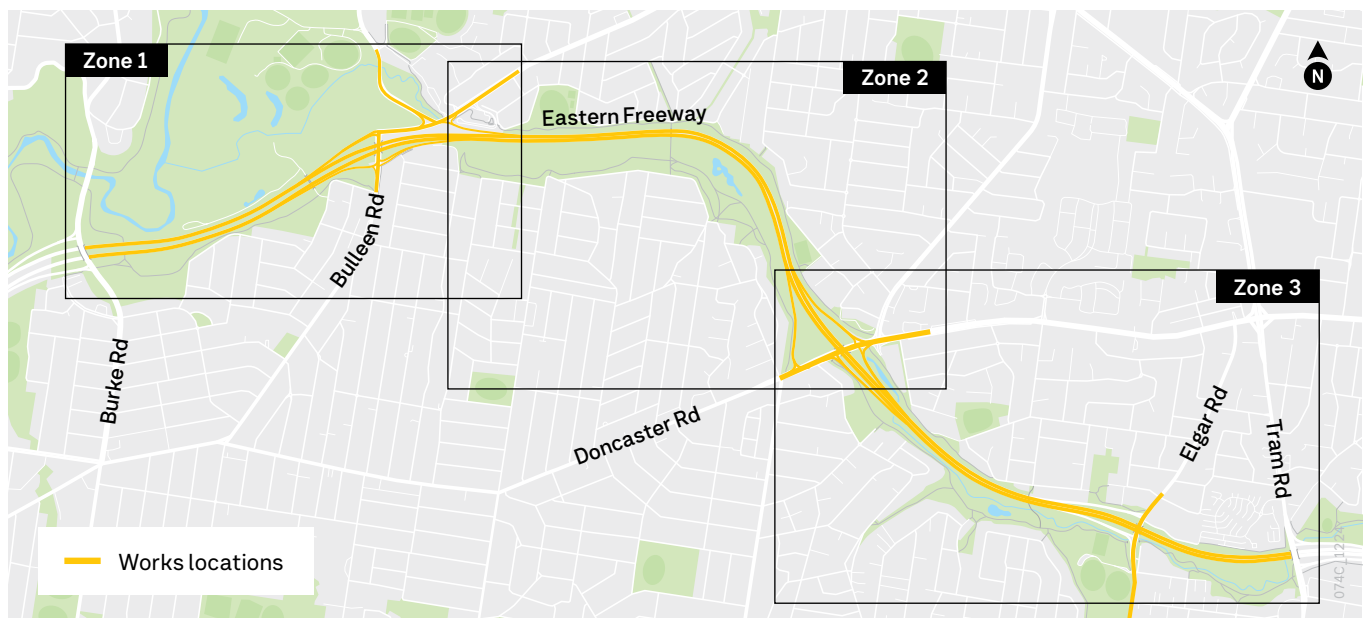 Zone 1
Zone 2
N
Eastern Freeway
Bulleen Rd
Zone 3
Burke Rd
Doncaster Rd
Elgar Rd
Tram Rd
Works locations
074C_1224